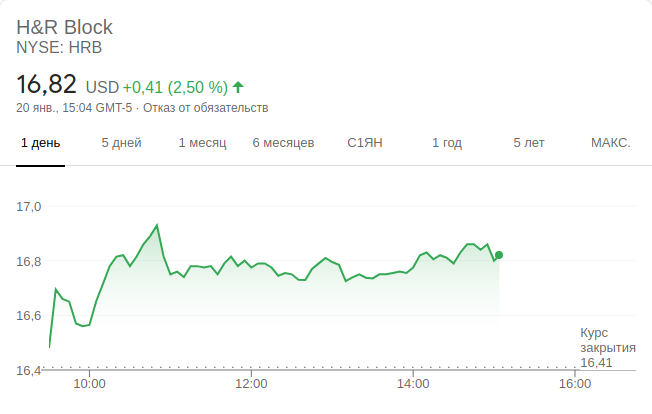 H&R Block
NYSE: HRB
16,82 USD +0,41 (2,50 %)
20 янв., 15:04 GMT-5 · Отказ от обязательств
1 день 5 дней 1 месяц 6 месяцев С1ЯН 1 год 5 лет МАКС.
17,0
16,8
16,6
Курс
закрытия
16,41
16,4
10:00 12:00 14:00 16:00